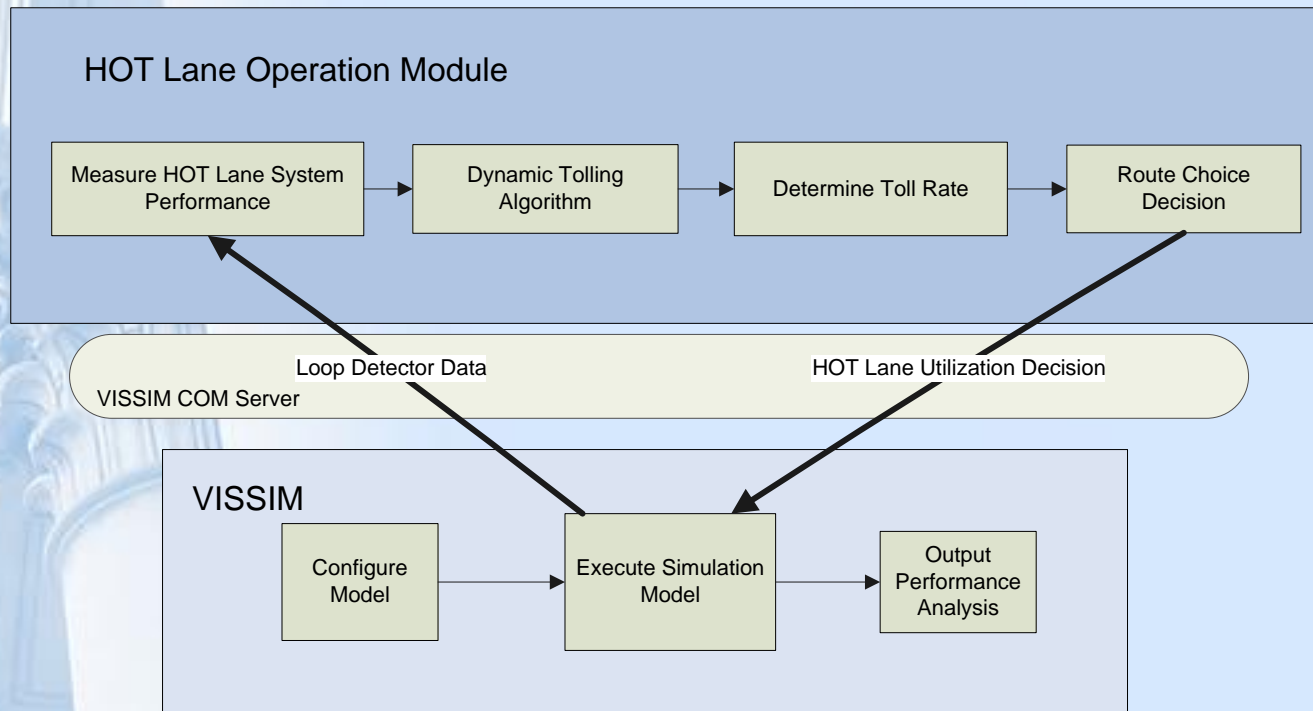 HOT Lane Operation Module
Measure HOT Lane System
Performance
Dynamic Tolling
Algorithm
Determine Toll Rate
Route Choice
Decision
Loop Detector Data
HOT Lane Utilization Decision
VISSIM COM Server
VISSIM
Configure
Model
Execute Simulation
Model
Output
Performance
Analysis